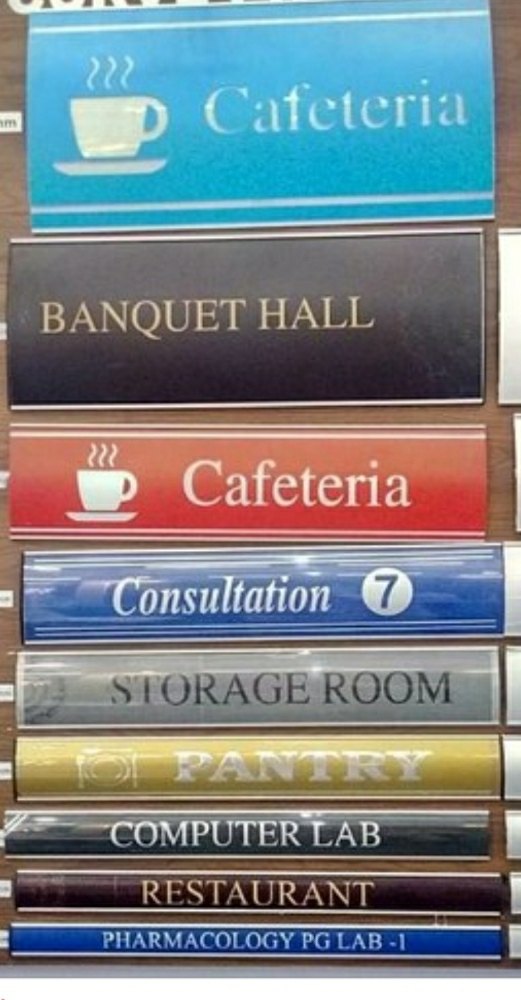 Cafeteria
BANQUET HALL
Cafeteria
Consultation 7
STORAGE ROOM
PANTRY
COMPUTER LAB
RESTAURANT
PHARMACOLOGY PG LAB -1